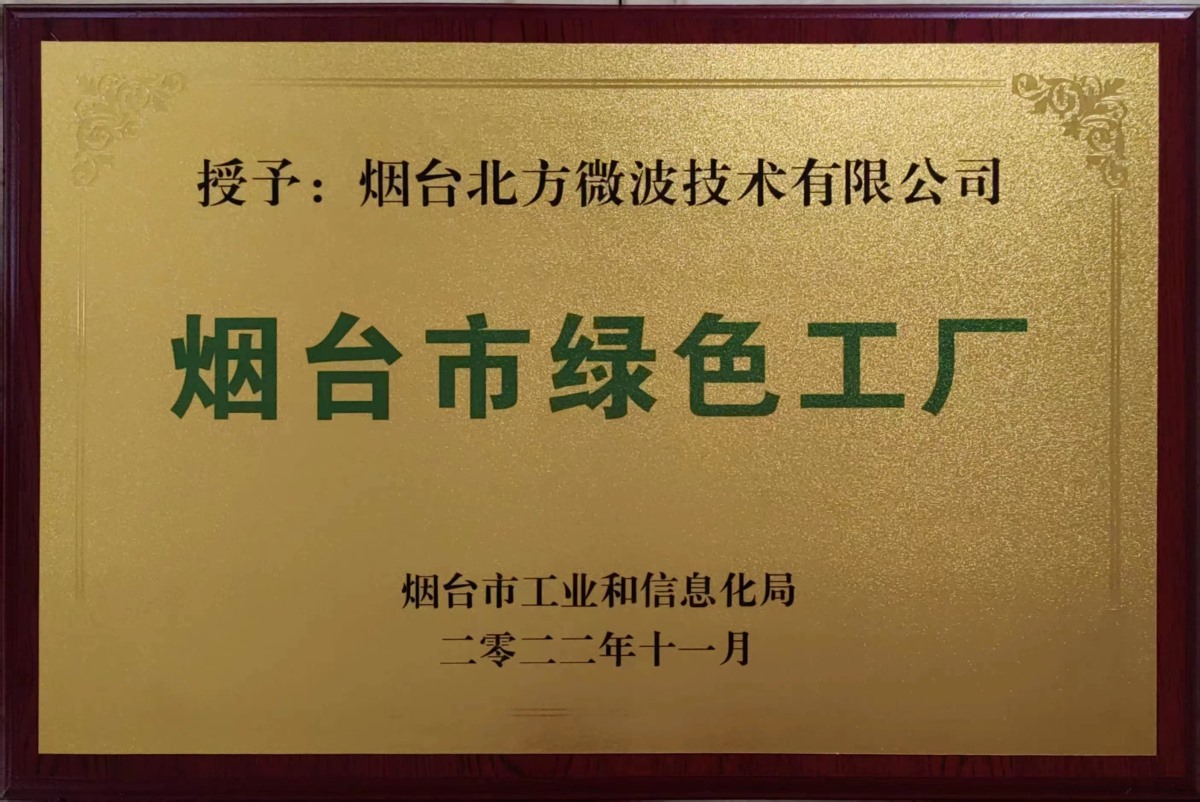 授予：烟台北方微波技术有限公司
烟台市绿色工厂
烟台市工业和信息化局
二零二二年十一月